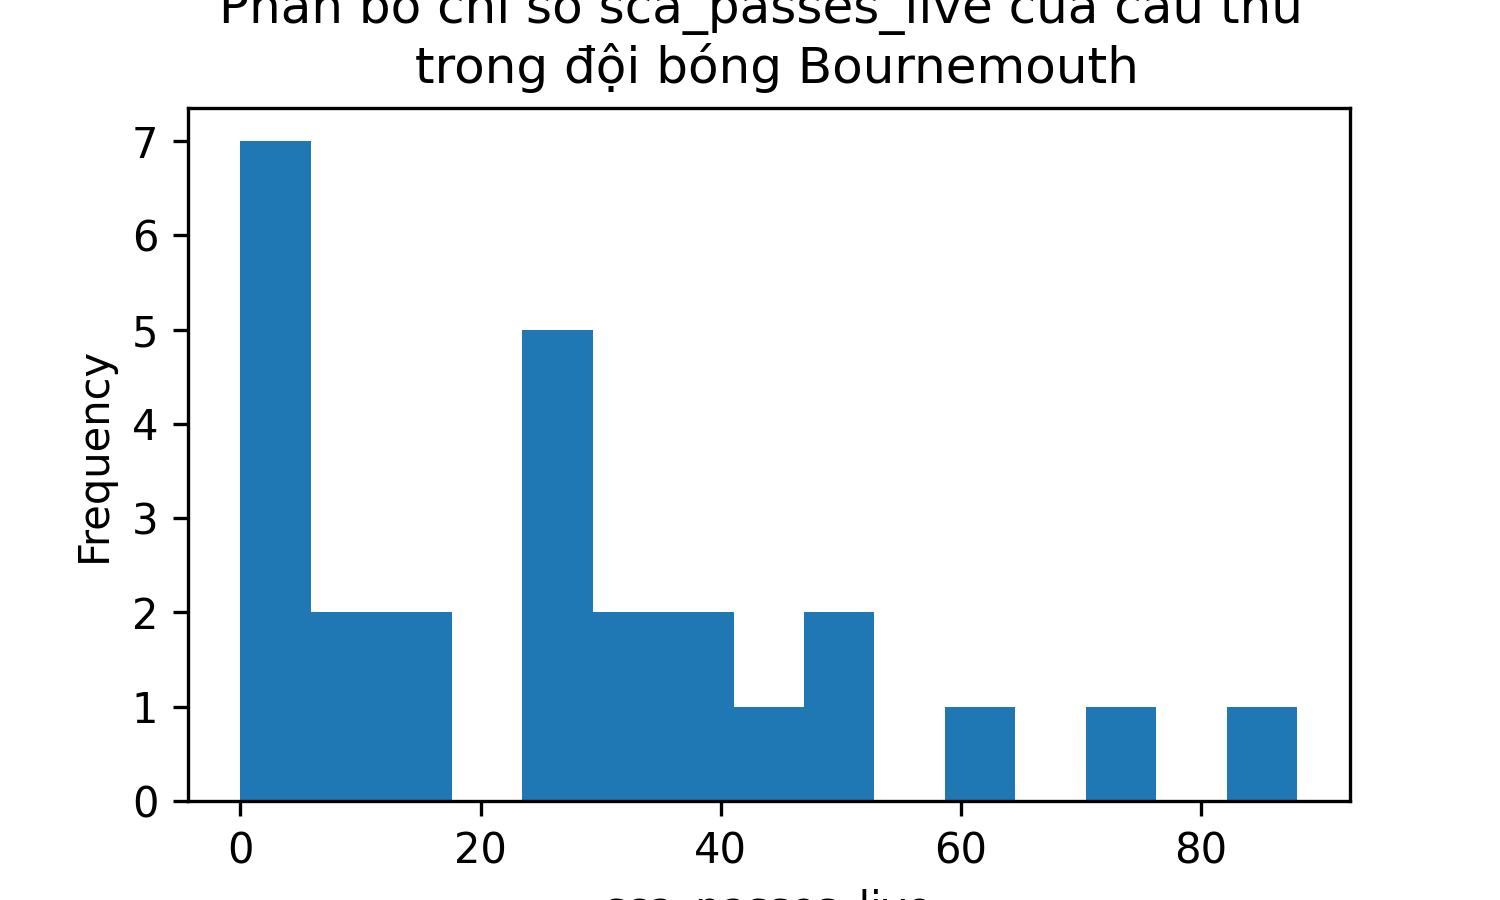 Phân bố chỉ số sca_passes_live của cầu thủ
trong đội bóng Bournemouth
7
6
5
4
3
2
1
0
Frequency
0 20 40 60 80
sca_passes_live